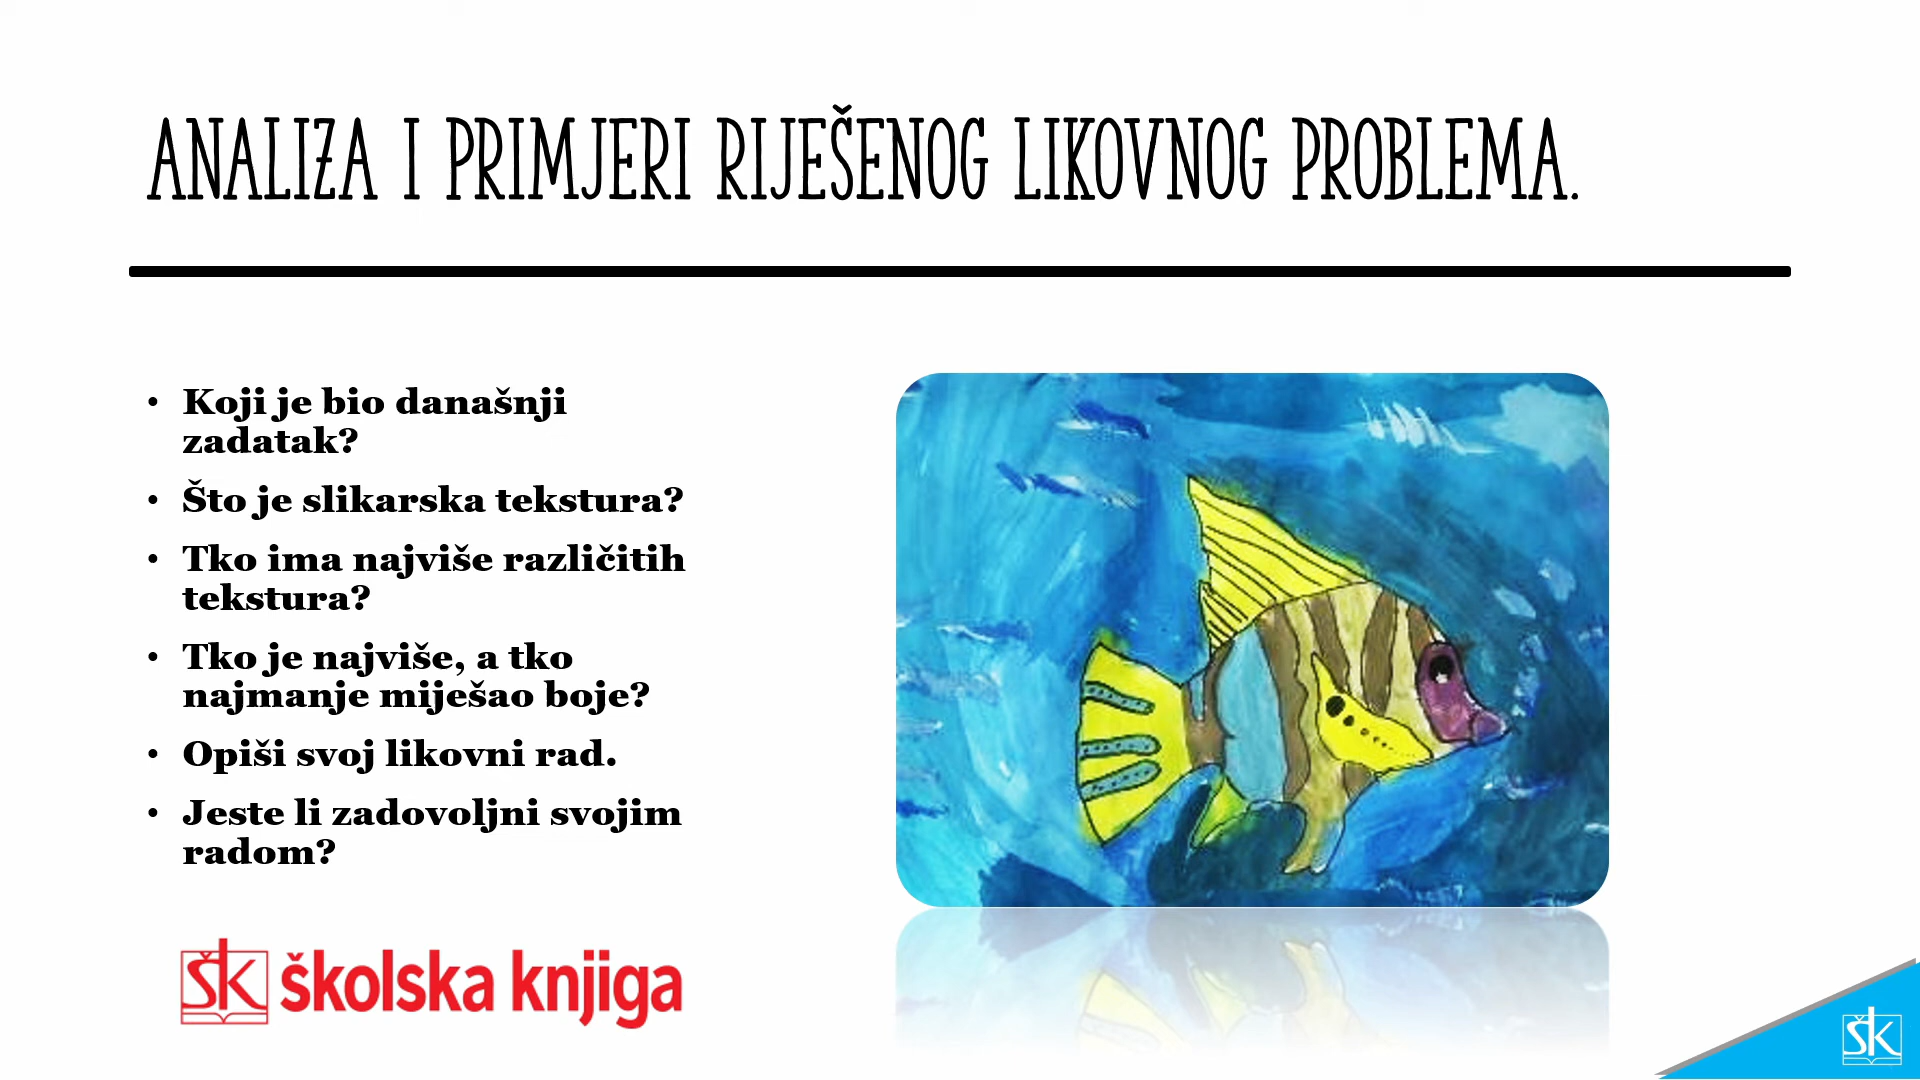 ANALIZA I PRIMJERI RIJEŠENOG LIKOVNOG PROBLEMA.
• Koji je bio današnji
zadatak?
• Što je slikarska tekstura?
• Tko ima najviše različitih
tekstura?
• Tko je najviše, a tko
najmanje miješao boje?
• Opiši svoj likovni rad.
• Jeste li zadovoljni svojim
radom?
ŠK školska knjiga
ŠK